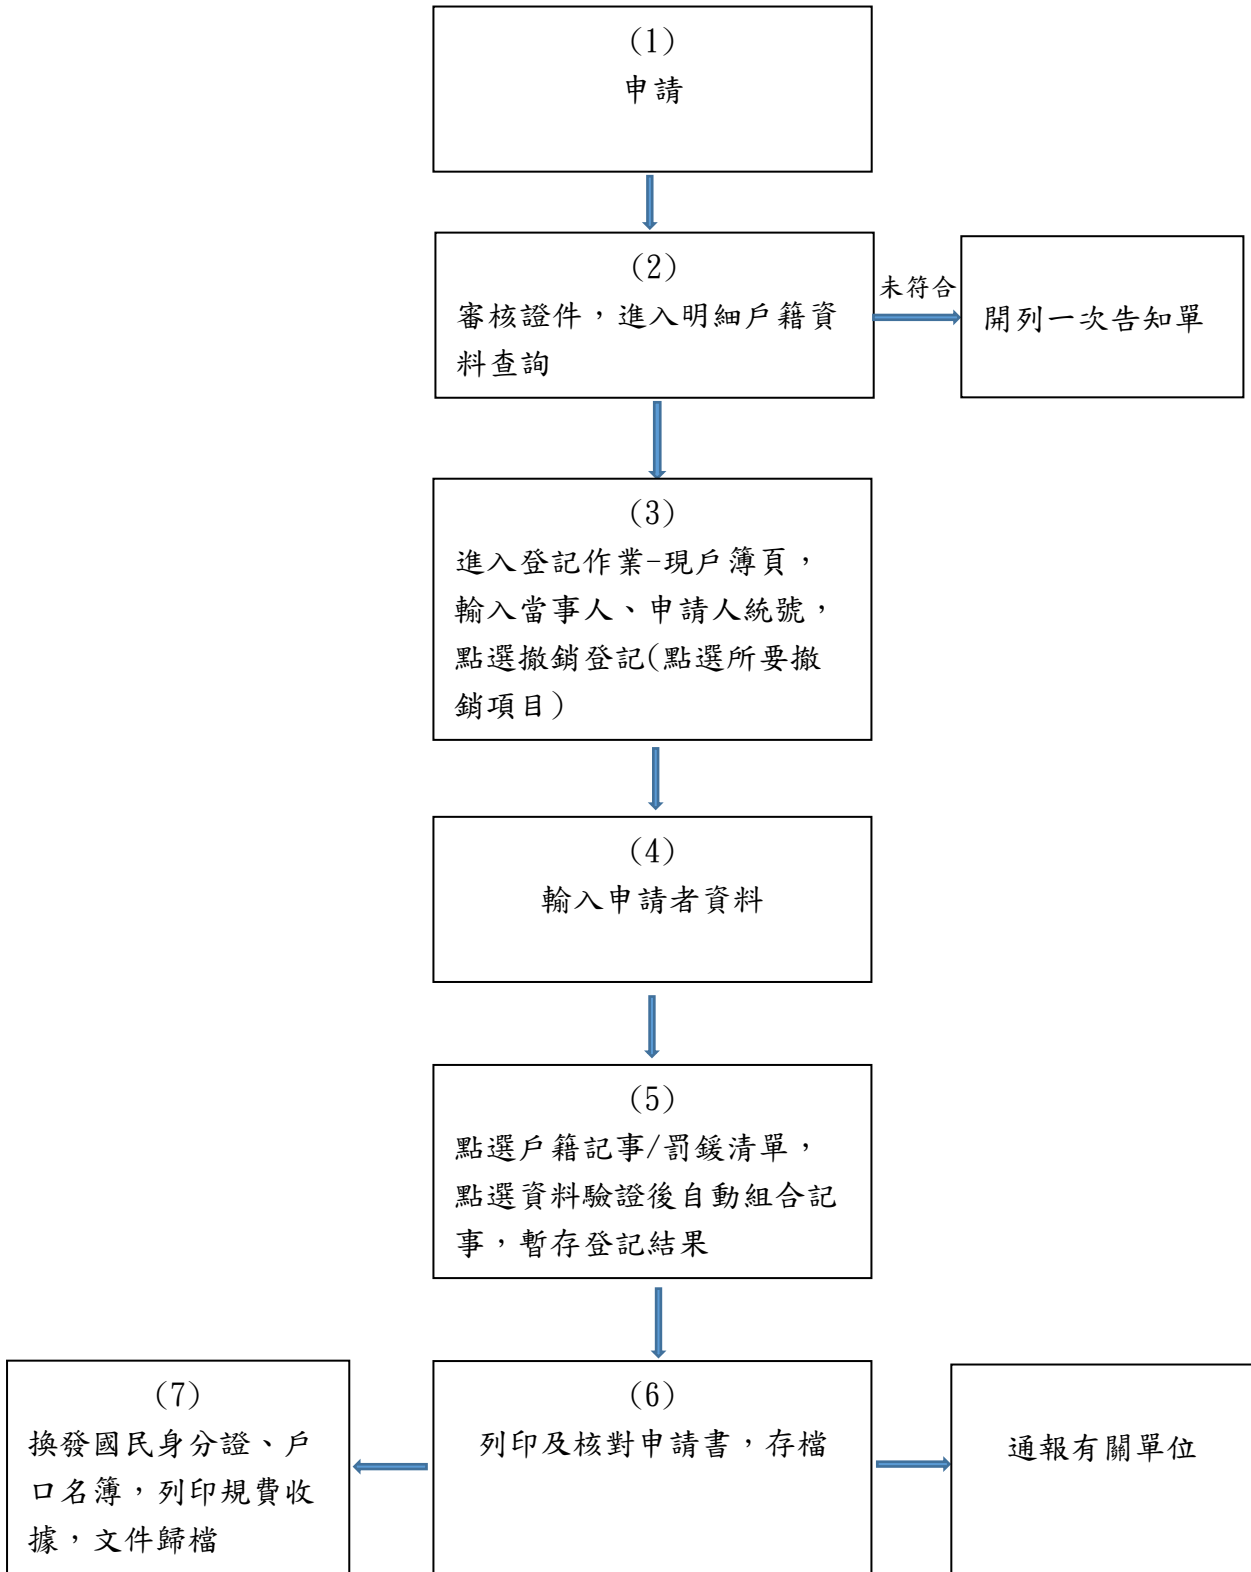 (1)
申請
(2)
審核證件，進入明細戶籍資
料查詢
未符合
開列一次告知單
(3)
進入登記作業-現戶簿頁，
輸入當事人、申請人統號，
點選撤銷登記(點選所要撤
銷項目)
(4)
輸入申請者資料
(5)
點選戶籍記事/罰鍰清單，
點選資料驗證後自動組合記
事，暫存登記結果
(7)
換發國民身分證、戶
口名簿，列印規費收
據，文件歸檔
(6)
列印及核對申請書，存檔
通報有關單位